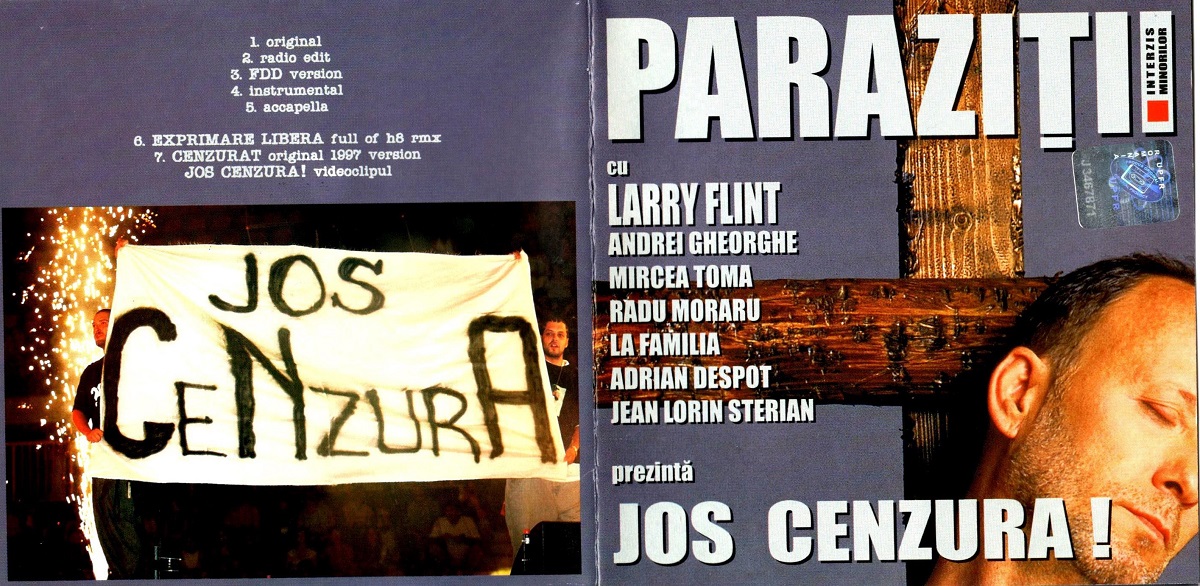 1. original
2. radio edit
3. FDD version
4. instrumental
5. accapella
6. EXPRIMARE LIBERA full of h8 rmx
7. CENZURAT original 1997 version
JOS CENZURA! videoclipul
JOS
CeNzurA
PARAZIȚII
INTERZIS
MINORILOR
cu
LARRY FLINT
ANDREI GHEORGHE
MIRCEA TOMA
RADU MORARU
LA FAMILIA
ADRIAN DESPOT
JEAN LORIN STERIAN
prezintă
JOS CENZURA !